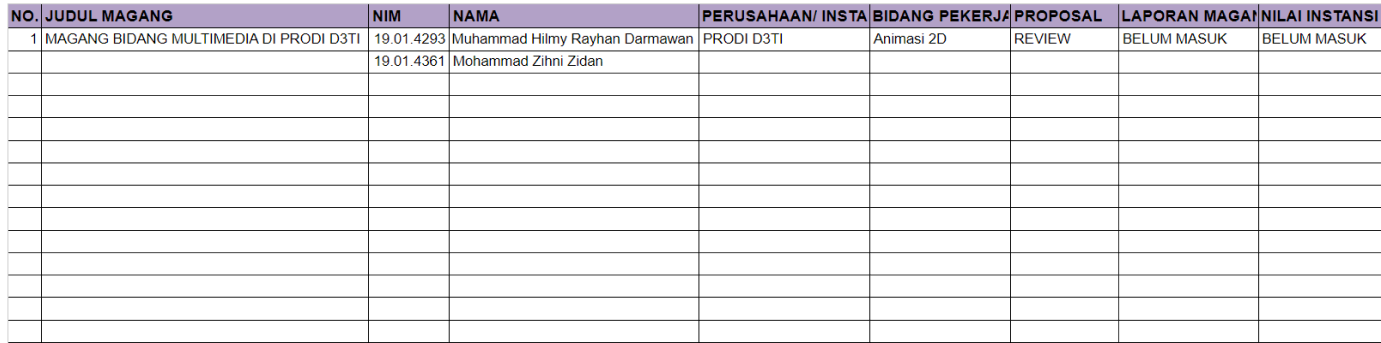 NO. JUDUL MAGANG NIM NAMA PERUSAHAAN/ INSTA BIDANG PEKERJA PROPOSAL LAPORAN MAGAN NILAI INSTANSI
1 MAGANG BIDANG MULTIMEDIA DI PRODI D3TI 19.01.4293 Muhammad Hilmy Rayhan Darmawan PRODI D3TI Animasi 2D REVIEW BELUM MASUK BELUM MASUK
19.01.4361 Mohammad Zihni Zidan